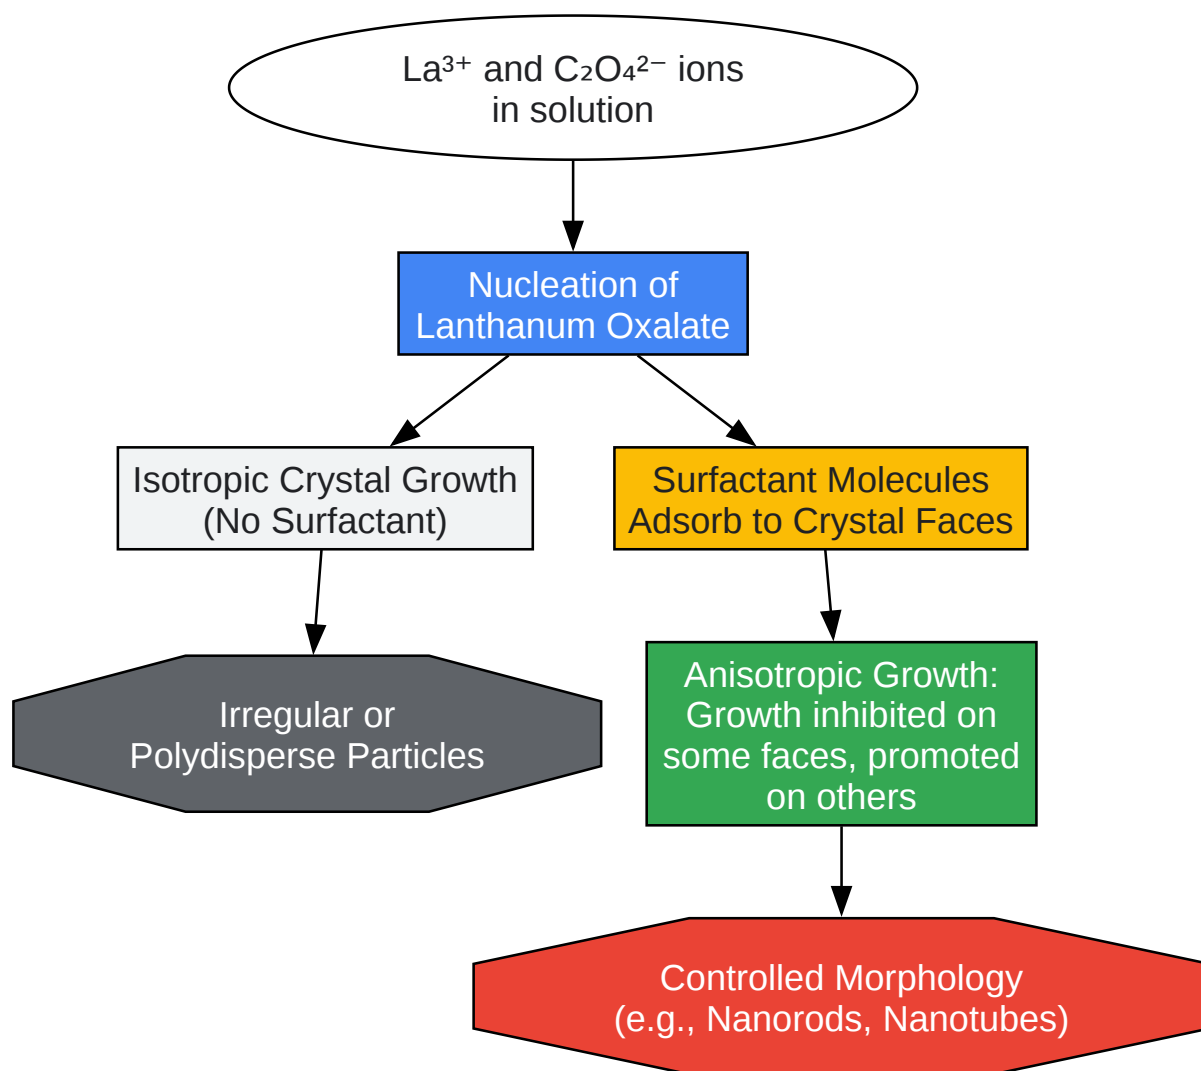 La³⁺ and C₂O₄²⁻ ions
in solution
Nucleation of
Lanthanum Oxalate
Isotropic Crystal Growth
(No Surfactant)
Surfactant Molecules
Adsorb to Crystal Faces
Irregular or
Polydisperse Particles
Anisotropic Growth:
Growth inhibited on
some faces, promoted
on others
Controlled Morphology
(e.g., Nanorods, Nanotubes)